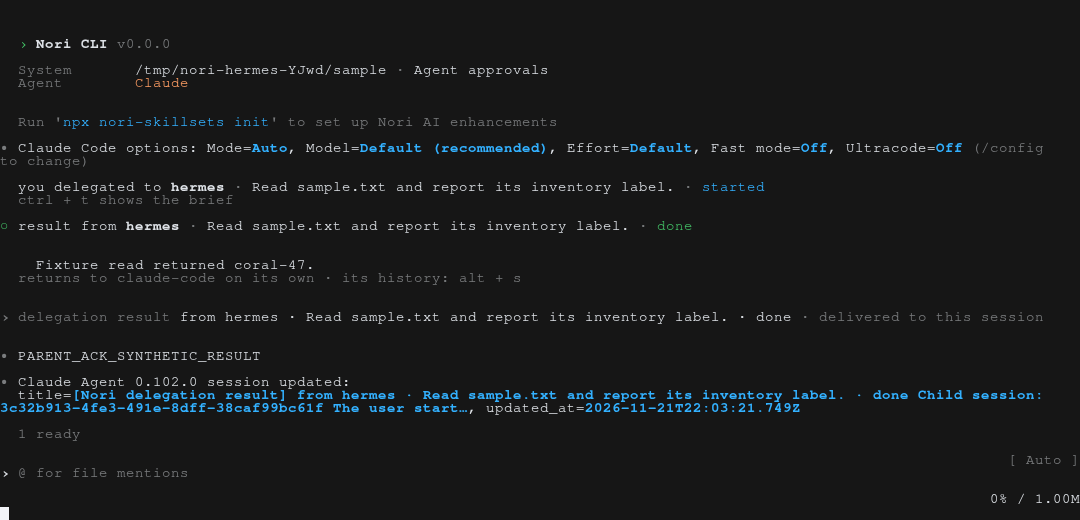 › Nori CLI v0.0.0
System /tmp/nori-hermes-YJwd/sample · Agent approvals
Agent Claude
Run 'npx nori-skillsets init' to set up Nori AI enhancements
• Claude Code options: Mode=Auto, Model=Default (recommended), Effort=Default, Fast mode=Off, Ultracode=Off (/config
to change)
you delegated to hermes · Read sample.txt and report its inventory label. · started
ctrl + t shows the brief
○ result from hermes · Read sample.txt and report its inventory label. · done
Fixture read returned coral-47.
returns to claude-code on its own · its history: alt + s
› delegation result from hermes · Read sample.txt and report its inventory label. · done · delivered to this session
• PARENT_ACK_SYNTHETIC_RESULT
• Claude Agent 0.102.0 session updated:
title=[Nori delegation result] from hermes · Read sample.txt and report its inventory label. · done Child session:
3c32b913-4fe3-491e-8dff-38caf99bc61f The user start…, updated_at=2026-11-21T22:03:21.749Z
1 ready
[ Auto ]
› @ for file mentions
0% / 1.00M